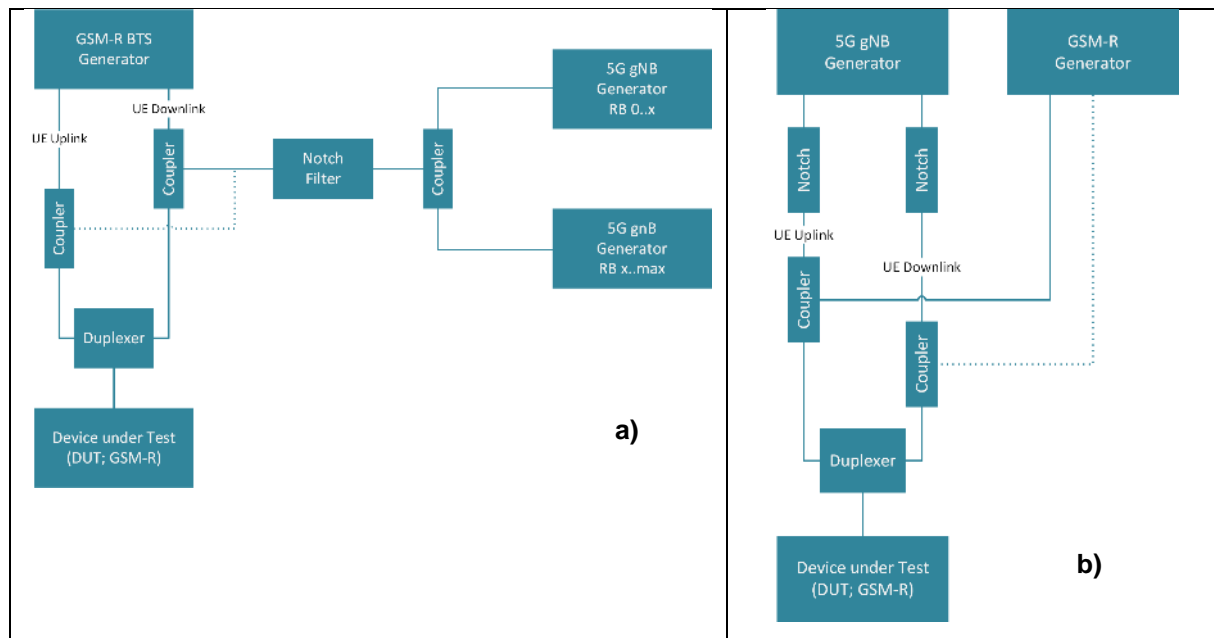 GSM-R BTS
Generator
UE Downlink
UE Uplink
Coupler
Coupler
Notch
Filter
Coupler
5G gNB
Generator
RB 0..x
5G gnB
Generator
RB x..max
Duplexer
Device under Test
(DUT; GSM-R)
a)
5G gNB
Generator
GSM-R
Generator
Notch
Notch
UE Uplink
UE Downlink
Coupler
Coupler
Duplexer
Device under Test
(DUT; GSM-R)
b)